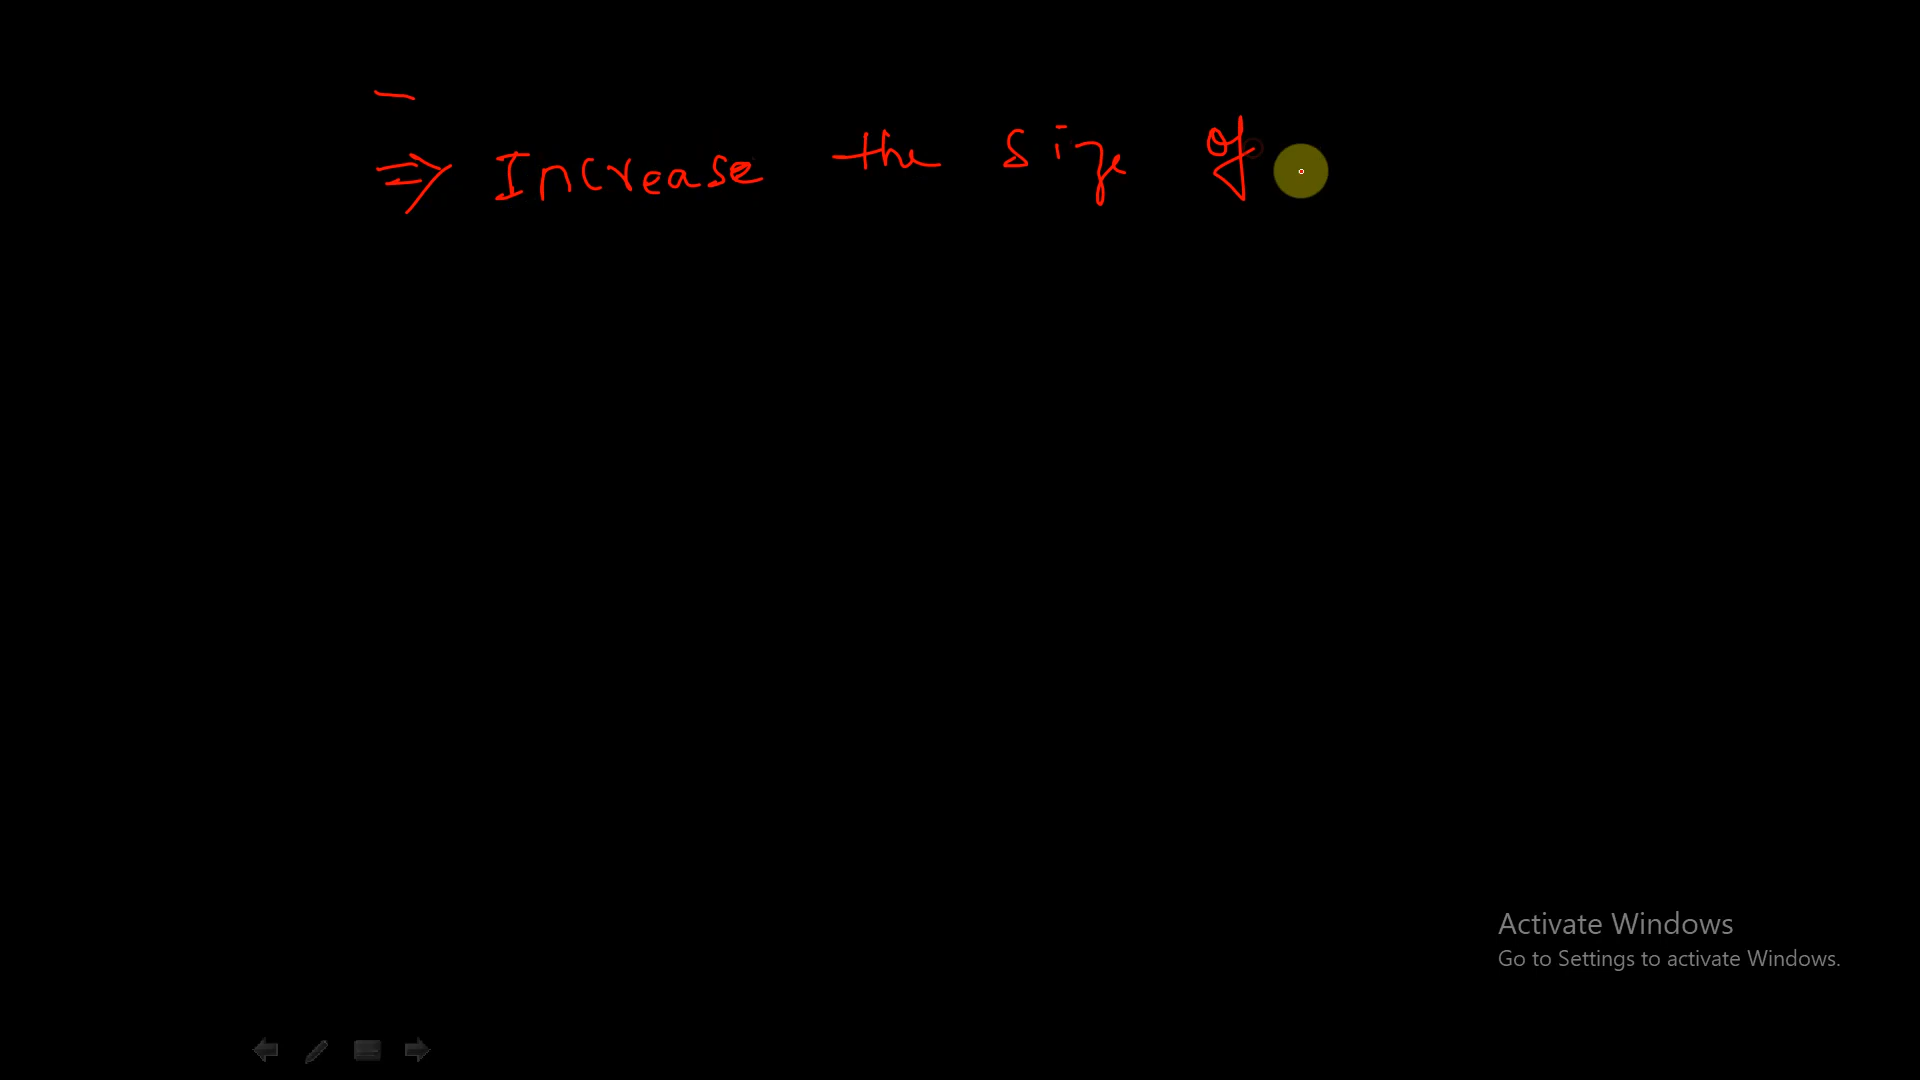 ⇒ Increase the size of
Activate Windows
Go to Settings to activate Windows.